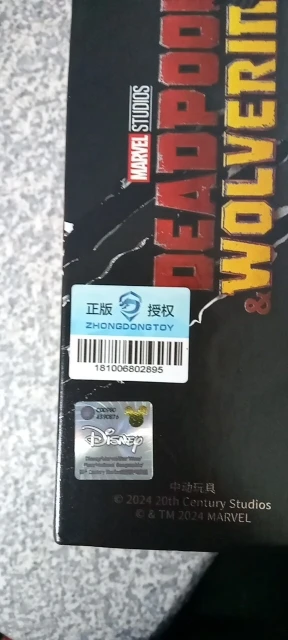 MARVEL STUDIOS
DEADPOOL
& WOLVERIN
正版 授权
ZHONGDONGTOY
181006802895
Disney
中动玩具
© 2024 20th Century Studios
© & TM 2024 MARVEL